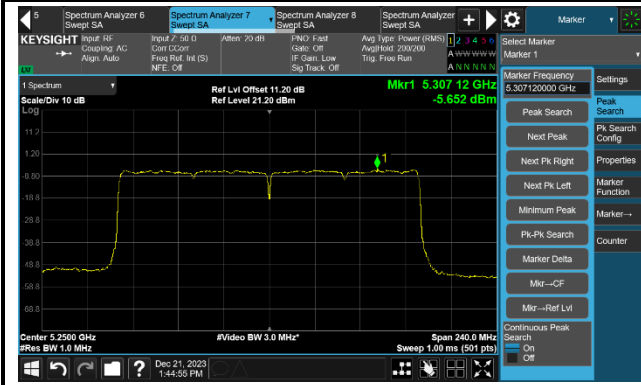 5
Spectrum Analyzer 6
Swept SA
Spectrum Analyzer 7
Swept SA
Spectrum Analyzer 8
Swept SA
Spectrum Analyzer
Swept SA
Marker
KEYSIGHT
Input: RF
Coupling: AC
Align: Auto
Input Z: 50 Ω
Corr CCorr
Freq Ref: Int (S)
NFE: Off
Atten: 20 dB
PNO: Fast
Gate: Off
IF Gain: Low
Sig Track: Off
Avg Type: Power (RMS)
Avg|Hold: 200/200
Trig: Free Run
1 2 3 4 5 6
A W W W W W
A N N N N N
LV
Select Marker
Marker 1
1 Spectrum
Scale/Div 10 dB
Log
Ref Lvl Offset 11.20 dB
Ref Level 21.20 dBm
Mkr1 5.307 12 GHz
-5.652 dBm
11.2
1.20
-8.80
-18.8
-28.8
-38.8
-48.8
-58.8
-68.8
1
Center 5.2500 GHz
#Res BW 1.0 MHz
#Video BW 3.0 MHz*
Span 240.0 MHz
Sweep 1.00 ms (501 pts)
Marker Frequency
5.307120000 GHz
Peak Search
Next Peak
Next Pk Right
Next Pk Left
Minimum Peak
Pk-Pk Search
Marker Delta
Mkr→CF
Mkr→Ref Lvl
Continuous Peak
Search
On
Off
Settings
Peak
Search
Pk Search
Config
Properties
Marker
Function
Marker→
Counter
Dec 21, 2023
1:44:55 PM